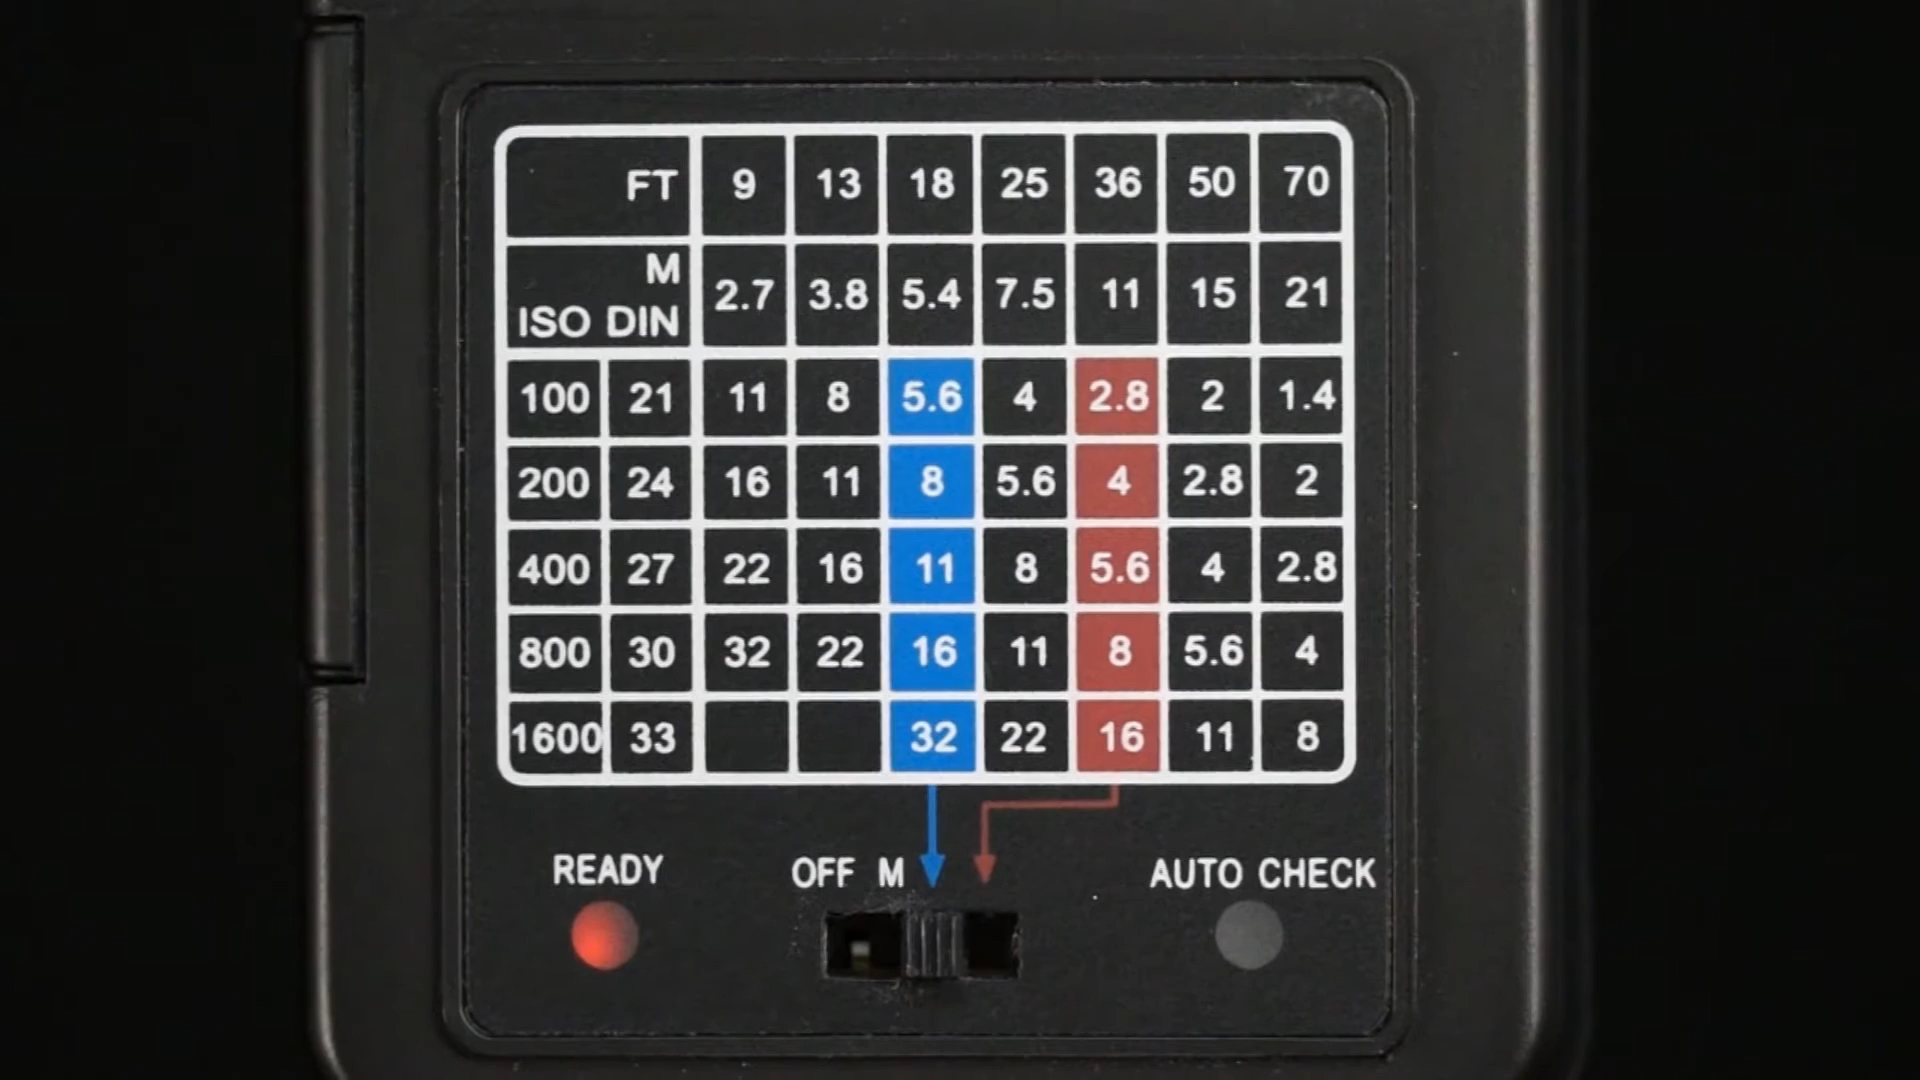 FT 9 13 18 25 36 50 70
M
ISO DIN 2.7 3.8 5.4 7.5 11 15 21
100 21 11 8 5.6 4 2.8 2 1.4
200 24 16 11 8 5.6 4 2.8 2
400 27 22 16 11 8 5.6 4 2.8
800 30 32 22 16 11 8 5.6 4
1600 33 32 22 16 11 8
READY OFF M AUTO CHECK